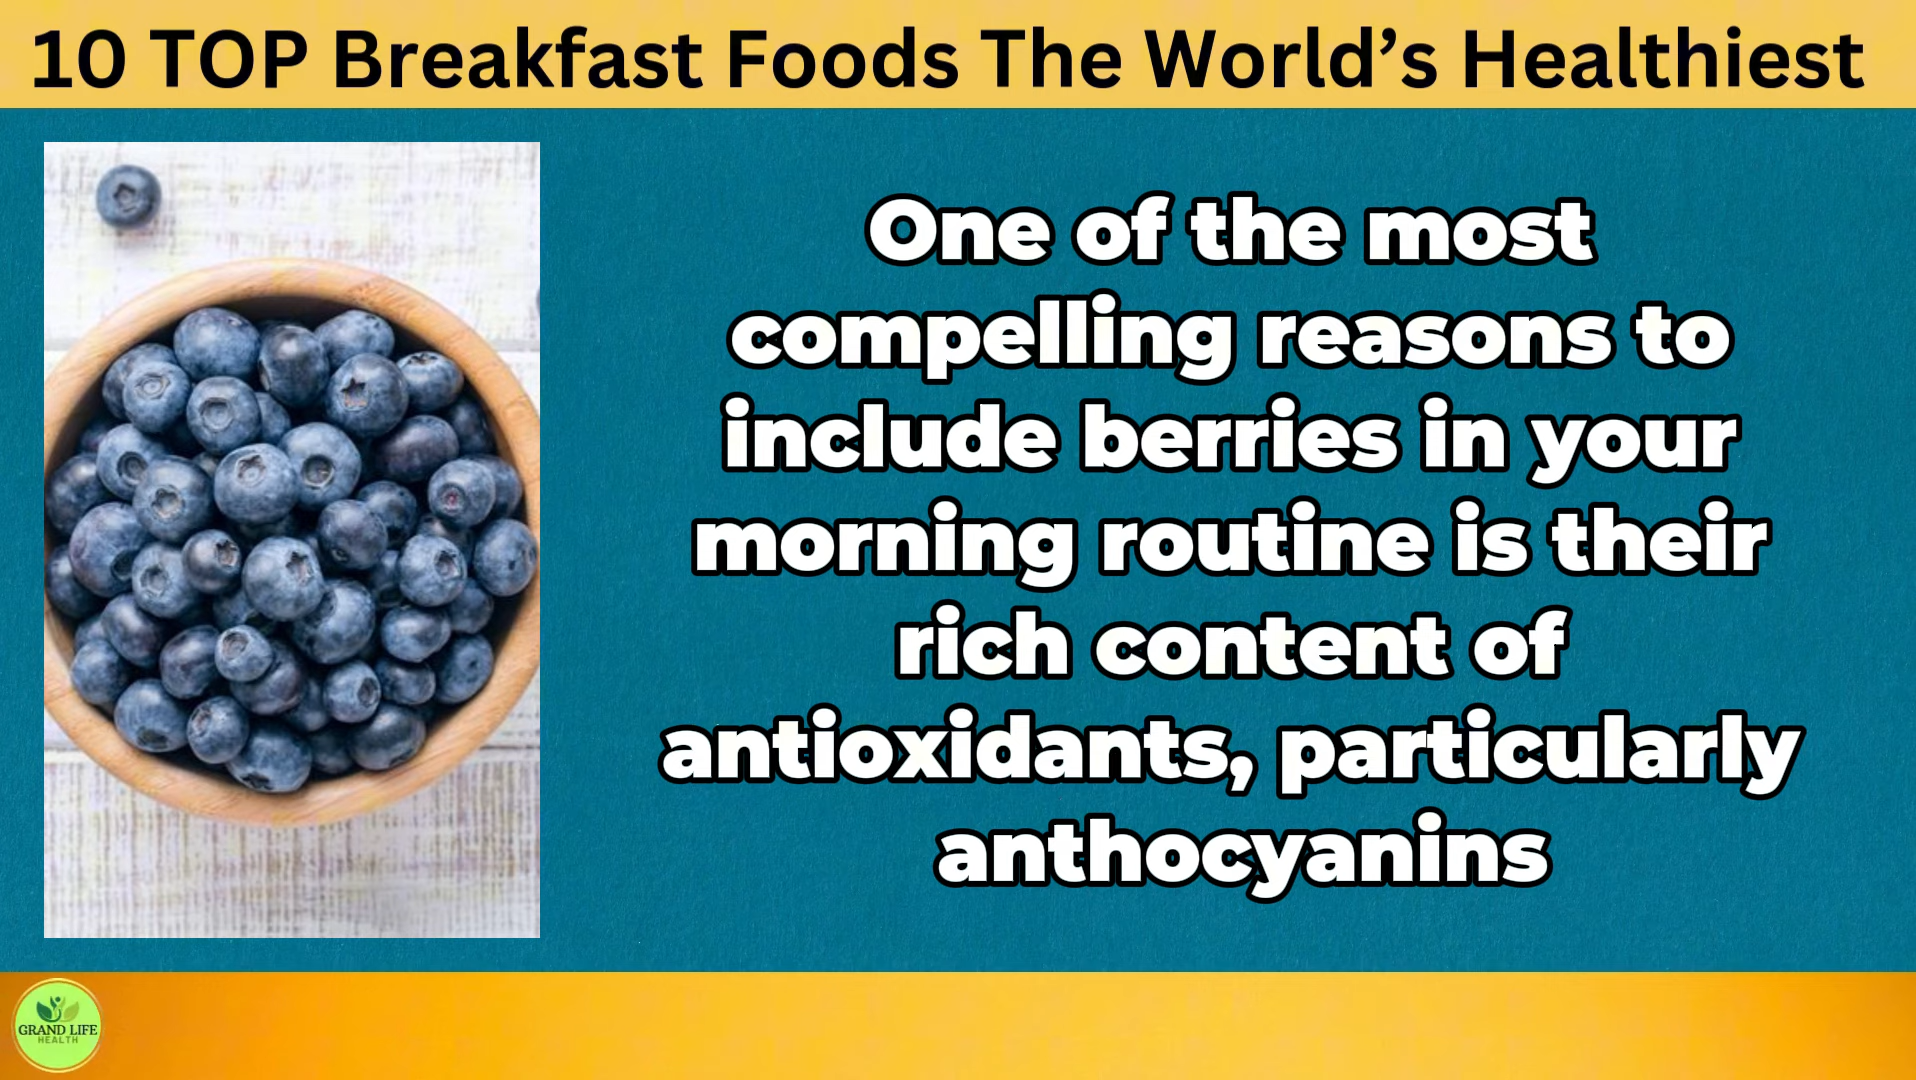 10 TOP Breakfast Foods The World’s Healthiest
One of the most
compelling reasons to
include berries in your
morning routine is their
rich content of
antioxidants, particularly
anthocyanins
GRAND LIFE
HEALTH